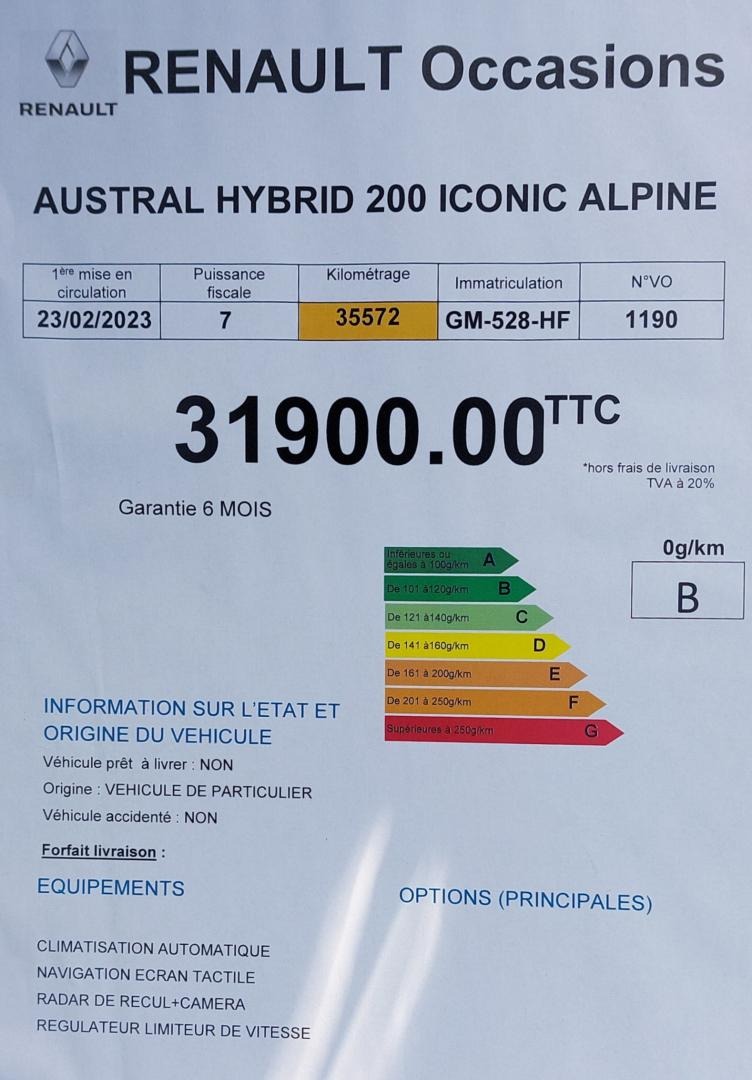 RENAULT
RENAULT Occasions
AUSTRAL HYBRID 200 ICONIC ALPINE
1ère mise en circulation
Puissance fiscale
Kilométrage
Immatriculation
N°VO
23/02/2023
7
35572
GM-528-HF
1190
31900.00TTC
*hors frais de livraison
TVA à 20%
Garantie 6 MOIS
Inférieures ou
égales à 100g/km A
De 101 à120g/km B
De 121 à140g/km C
De 141 à160g/km D
De 161 à 200g/km E
De 201 à 250g/km F
Supérieures à 250g/km G
0g/km
B
INFORMATION SUR L'ETAT ET
ORIGINE DU VEHICULE
Véhicule prêt à livrer : NON
Origine : VEHICULE DE PARTICULIER
Véhicule accidenté : NON
Forfait livraison :
EQUIPEMENTS
CLIMATISATION AUTOMATIQUE
NAVIGATION ECRAN TACTILE
RADAR DE RECUL+CAMERA
REGULATEUR LIMITEUR DE VITESSE
OPTIONS (PRINCIPALES)